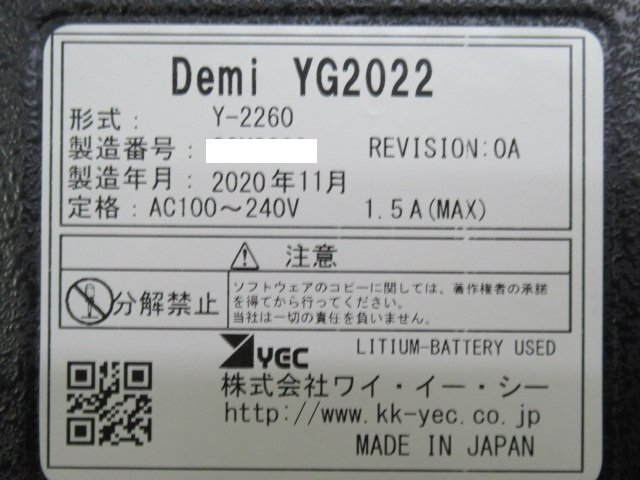 Demi YG2022
形式： Y-2260
製造番号： REVISION:0A
製造年月： 2020年11月
定格：AC100～240V 1.5A(MAX)
注意
分解禁止
ソフトウェアのコピーに関しては、著作権者の承諾
を得てから行ってください。
当社は一切の責任を負いません。
YEC LITIUM-BATTERY USED
株式会社ワイ・イー・シー
http://www.kk-yec.co.jp
MADE IN JAPAN